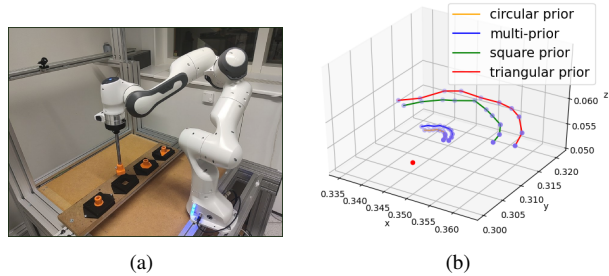 circular prior
multi-prior
square prior
triangular prior
z
0.060
0.055
0.050
0.320
0.315
0.310
0.305
0.300
y
0.335
0.340
0.345
0.350
0.355
0.360
x
(a)
(b)